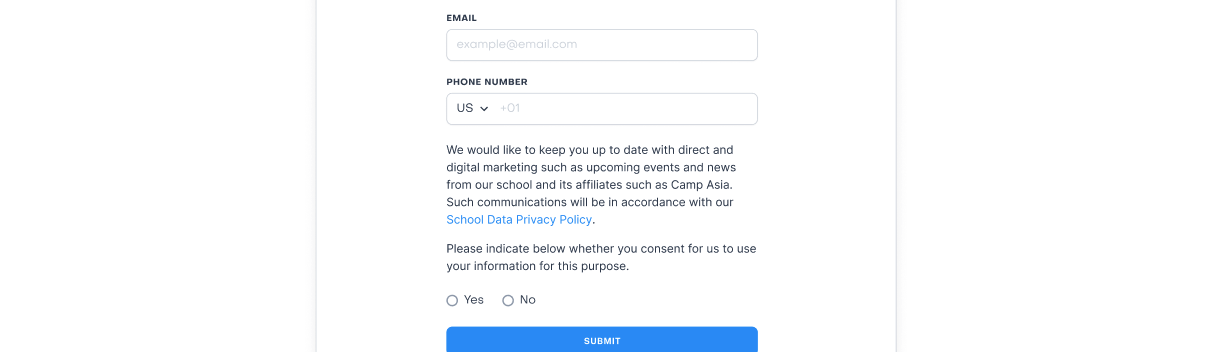 EMAIL
example@email.com
PHONE NUMBER
US +01
We would like to keep you up to date with direct and
digital marketing such as upcoming events and news
from our school and its affiliates such as Camp Asia.
Such communications will be in accordance with our
School Data Privacy Policy.
Please indicate below whether you consent for us to use
your information for this purpose.
Yes No
SUBMIT